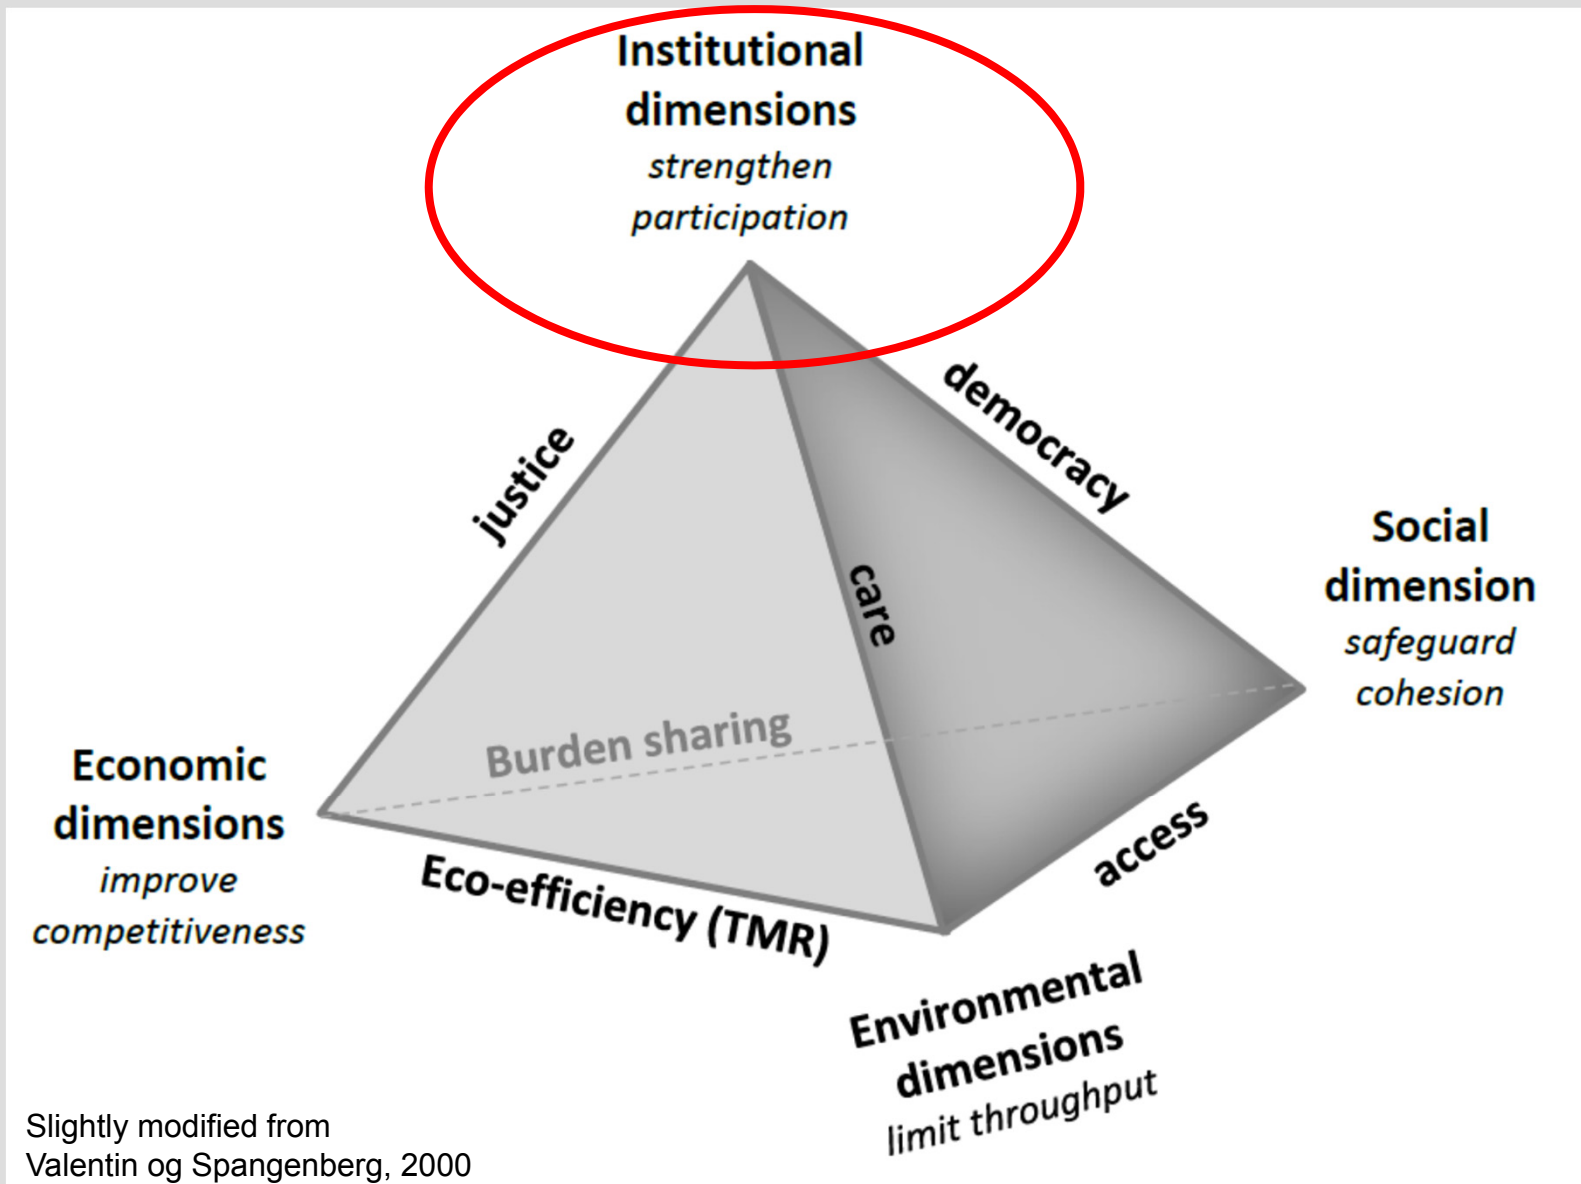 Institutional
dimensions
strengthen
participation
justice
democracy
care
Social
dimension
safeguard
cohesion
Burden sharing
Economic
dimensions
improve
competitiveness
Eco-efficiency (TMR)
access
Environmental
dimensions
limit throughput
Slightly modified from
Valentin og Spangenberg, 2000